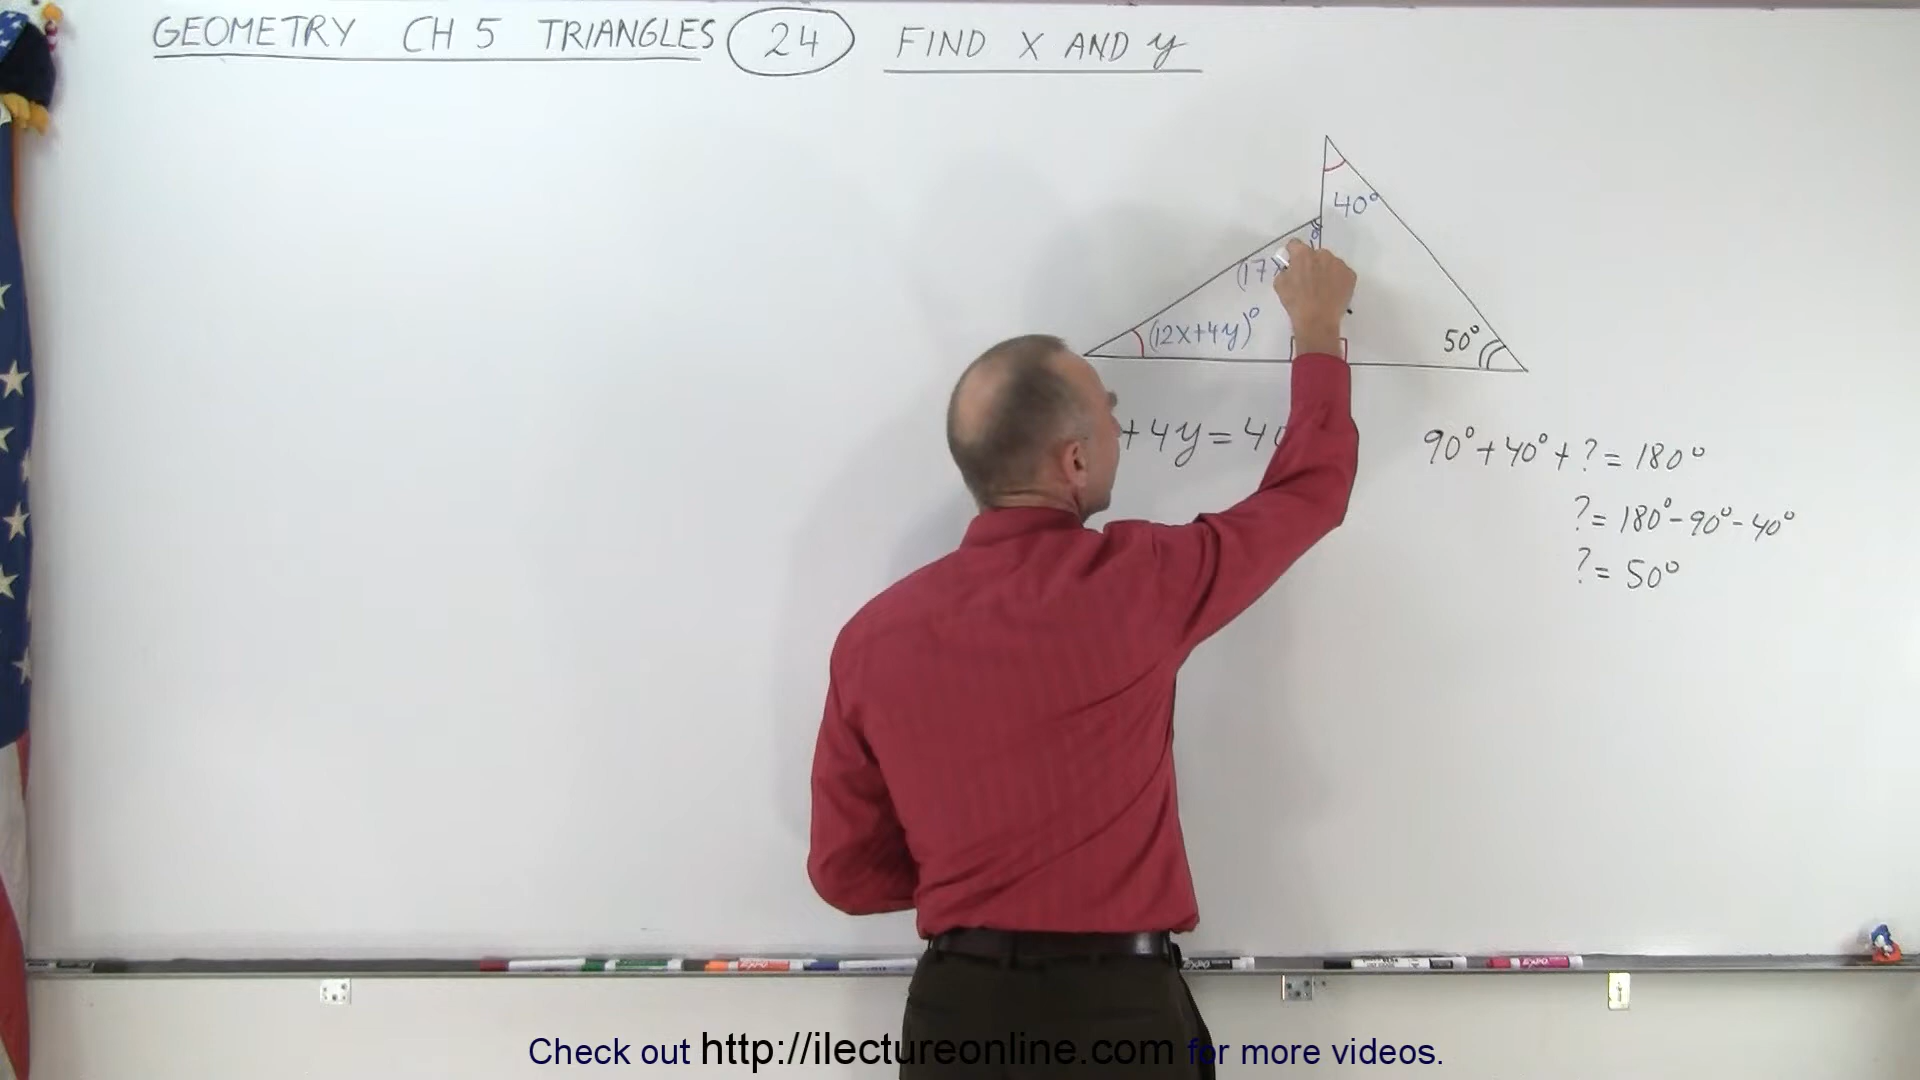 GEOMETRY CH 5 TRIANGLES 24 FIND X AND y
40°
(17x
(12x+4y)°
50°
+4y=40
90°+40°+?=180°
?=180°-90°-40°
?=50°
Check out http://ilectureonline.com for more videos.